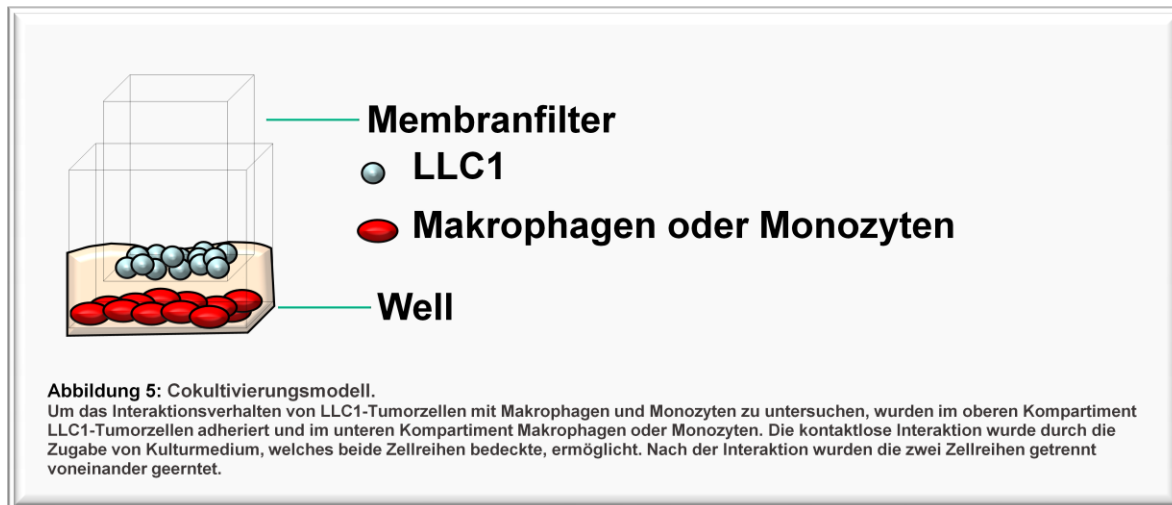 Membranfilter
LLC1
Makrophagen oder Monozyten
Well
Abbildung 5: Cokultivierungsmodell.
Um das Interaktionsverhalten von LLC1-Tumorzellen mit Makrophagen und Monozyten zu untersuchen, wurden im oberen Kompartiment
LLC1-Tumorzellen adheriert und im unteren Kompartiment Makrophagen oder Monozyten. Die kontaktlose Interaktion wurde durch die
Zugabe von Kulturmedium, welches beide Zellreihen bedeckte, ermöglicht. Nach der Interaktion wurden die zwei Zellreihen getrennt
voneinander geerntet.